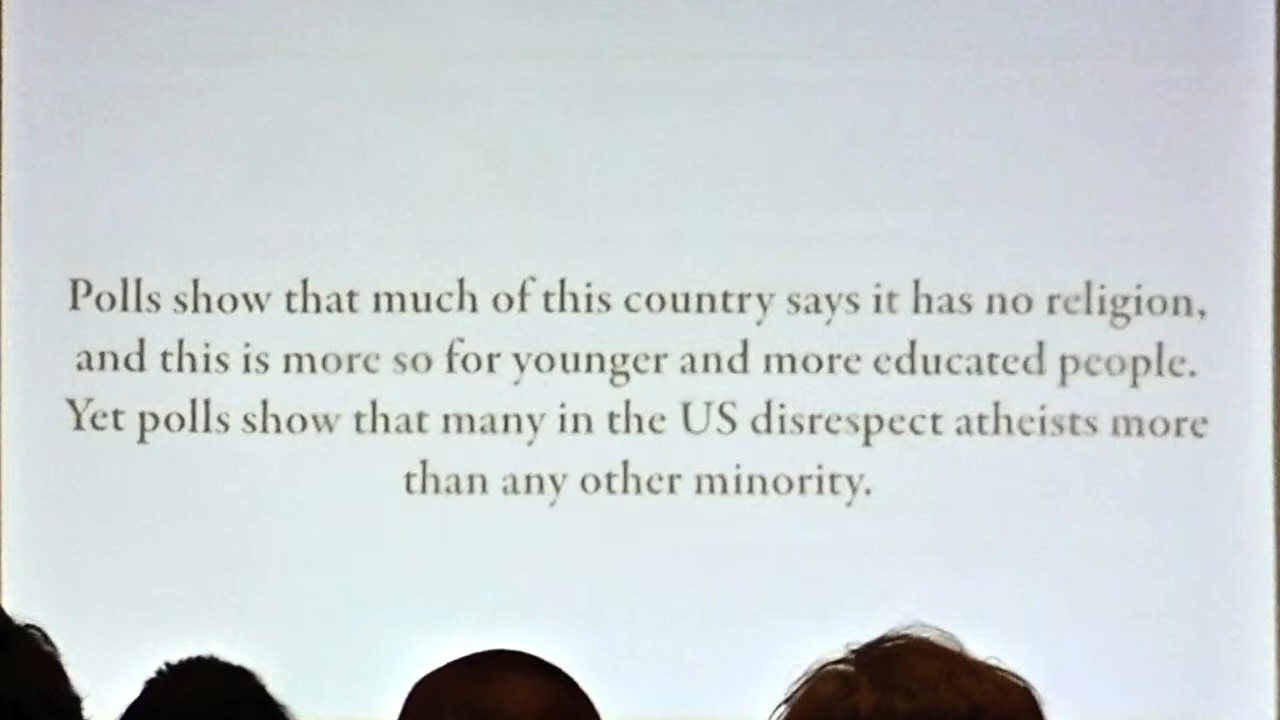 Polls show that much of this country says it has no religion,
and this is more so for younger and more educated people.
Yet polls show that many in the US disrespect atheists more
than any other minority.